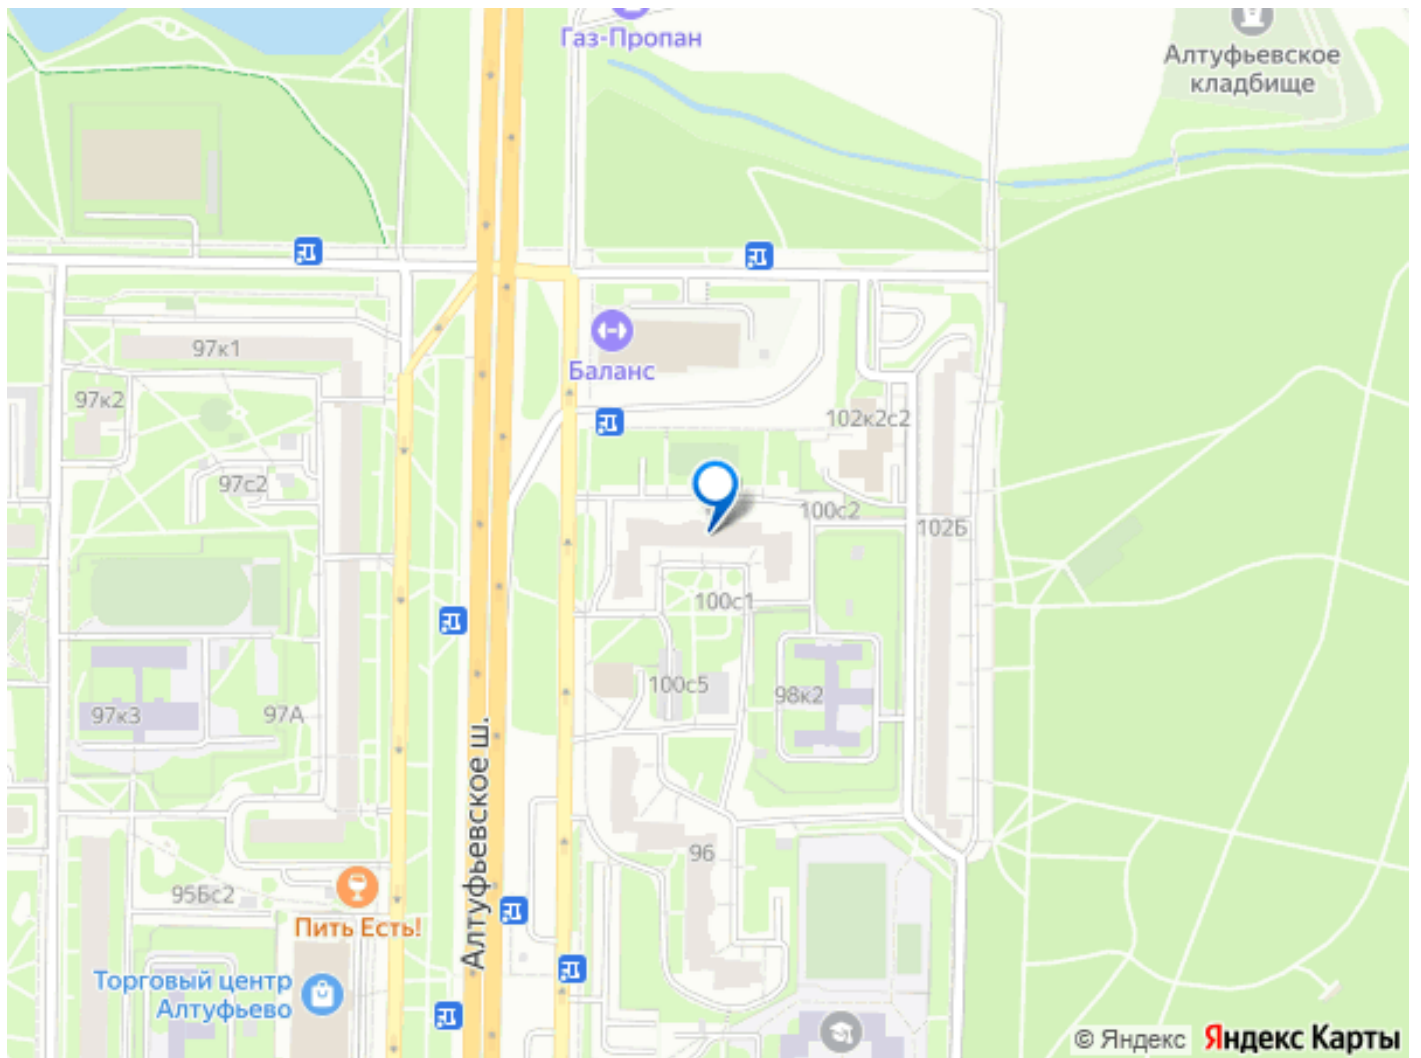 Газ-Пропан
Алтуфьевское
кладбище
97к1
Баланс
97к2
102к2с2
97с2
100с2
102Б
100с1
100с5
98к2
97к3
97А
Алтуфьевское ш.
96
95Бс2
Пить Есть!
Торговый центр
Алтуфьево
© Яндекс Яндекс Карты